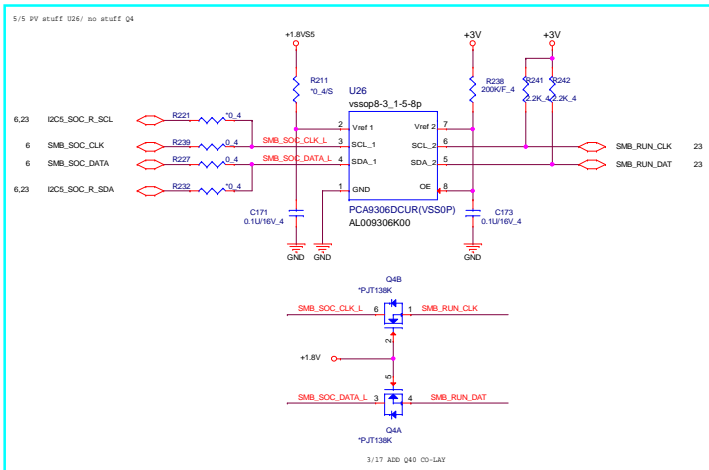 5/5 PV stuff U26/ no stuff Q4
+1.8VS5
+3V
+3V
R211
*0_4/S
U26
vssop8-3_1-5-8p
R238
200K/F_4
R241
2.2K_4
R242
2.2K_4
6,23 I2C5_SOC_R_SCL R221 *0_4
2 Vref 1 Vref 2 7
6 SMB_SOC_CLK R239 0_4 SMB_SOC_CLK_L 3 SCL_1 SCL_2 6 SMB_RUN_CLK 23
6 SMB_SOC_DATA R227 0_4 SMB_SOC_DATA_L 4 SDA_1 SDA_2 5 SMB_RUN_DAT 23
6,23 I2C5_SOC_R_SDA R232 *0_4
1 GND OE 8
C171
0.1U/16V_4
PCA9306DCUR(VSS0P)
AL009306K00
C173
0.1U/16V_4
GND
GND
GND
Q4B
*PJT138K
SMB_SOC_CLK_L 6 1 SMB_RUN_CLK
2
+1.8V
5
SMB_SOC_DATA_L 3 4 SMB_RUN_DAT
Q4A
*PJT138K
3/17 ADD Q40 CO-LAY